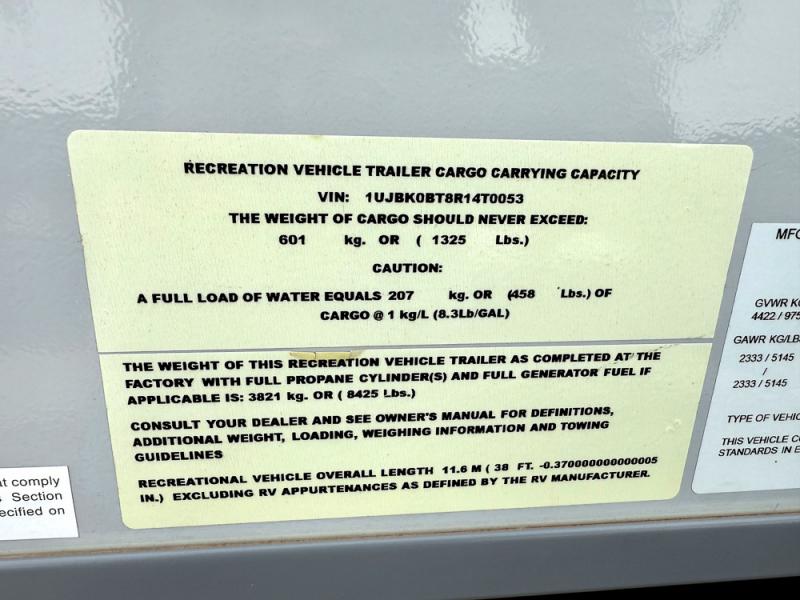 RECREATION VEHICLE TRAILER CARGO CARRYING CAPACITY
VIN: 1UJBK0BT8R14T0053
THE WEIGHT OF CARGO SHOULD NEVER EXCEED:
601 kg. OR ( 1325 Lbs.)
CAUTION:
A FULL LOAD OF WATER EQUALS 207 kg. OR (458 Lbs.) OF
CARGO @ 1 kg/L (8.3Lb/GAL)
THE WEIGHT OF THIS RECREATION VEHICLE TRAILER AS COMPLETED AT THE
FACTORY WITH FULL PROPANE CYLINDER(S) AND FULL GENERATOR FUEL IF
APPLICABLE IS: 3821 kg. OR ( 8425 Lbs.)
CONSULT YOUR DEALER AND SEE OWNER'S MANUAL FOR DEFINITIONS,
ADDITIONAL WEIGHT, LOADING, WEIGHING INFORMATION AND TOWING
GUIDELINES
RECREATIONAL VEHICLE OVERALL LENGTH 11.6 M ( 38 FT. -0.370000000000005
IN.) EXCLUDING RV APPURTENANCES AS DEFINED BY THE RV MANUFACTURER.
at comply
Section
ecified on
MFG
GVWR KG
4422 / 975
GAWR KG/LB
2333 / 5145
/
2333 / 5145
TYPE OF VEHIC
THIS VEHICLE CO
STANDARDS IN E